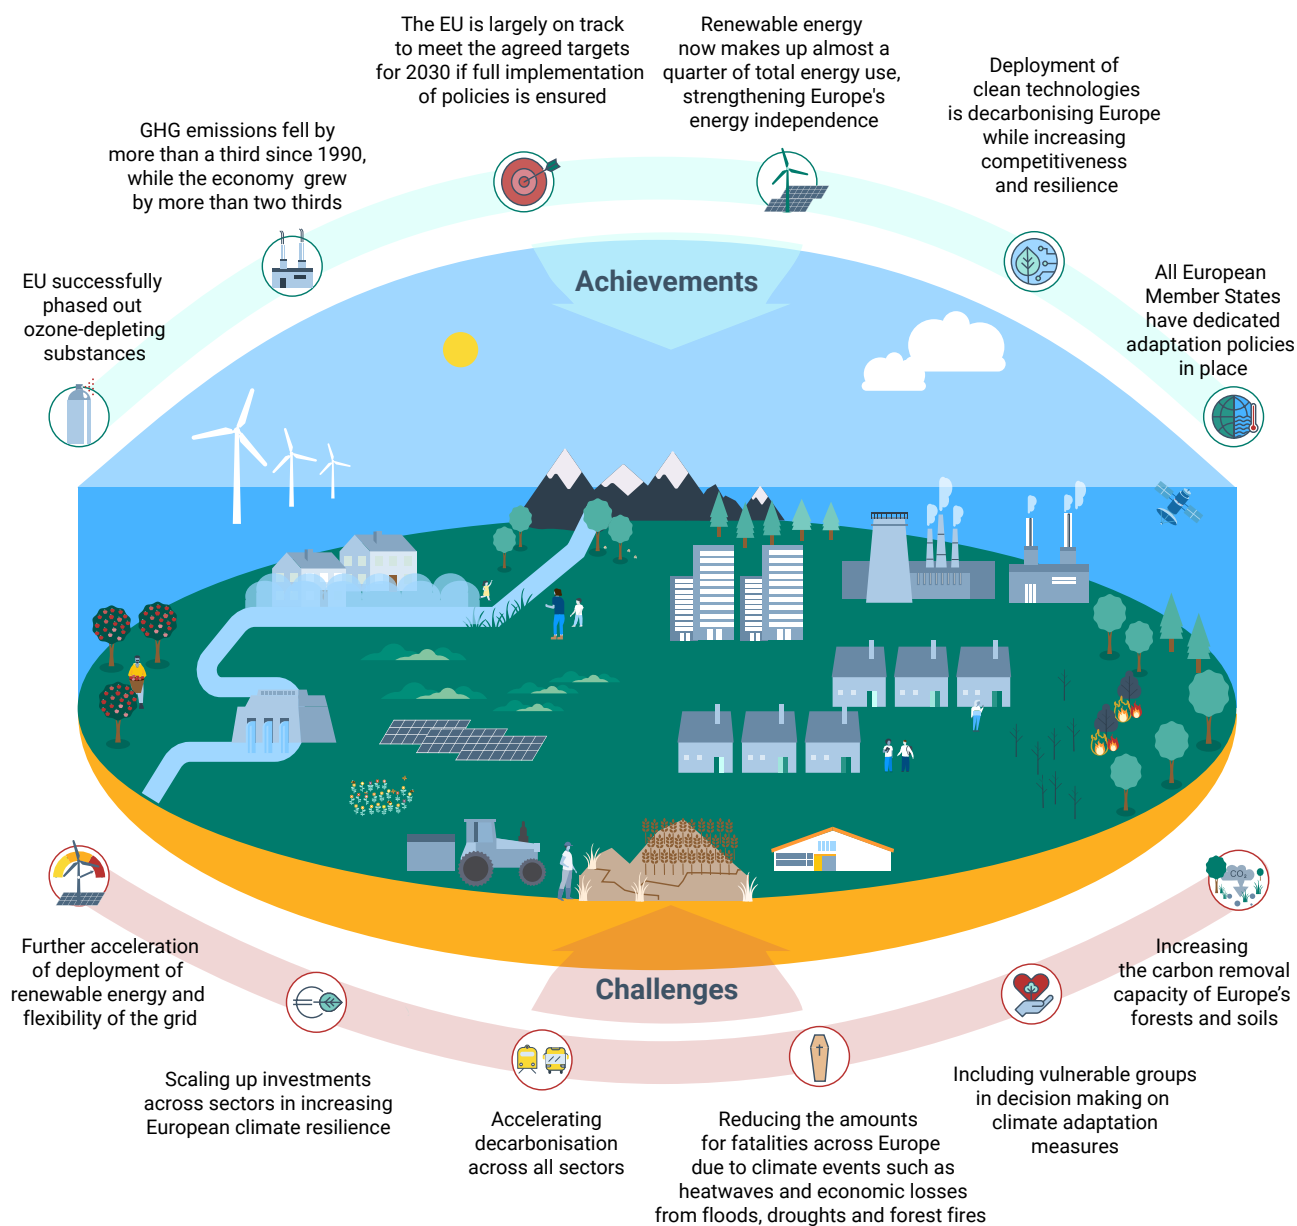 The EU is largely on track
to meet the agreed targets
for 2030 if full implementation
of policies is ensured
Renewable energy
now makes up almost a
quarter of total energy use,
strengthening Europe's
energy independence
Deployment of
clean technologies
is decarbonising Europe
while increasing
competitiveness
and resilience
GHG emissions fell by
more than a third since 1990,
while the economy grew
by more than two thirds
EU successfully
phased out
ozone-depleting
substances
All European
Member States
have dedicated
adaptation policies
in place
Achievements
Challenges
Further acceleration
of deployment of
renewable energy and
flexibility of the grid
Scaling up investments
across sectors in increasing
European climate resilience
Accelerating
decarbonisation
across all sectors
Reducing the amounts
for fatalities across Europe
due to climate events such as
heatwaves and economic losses
from floods, droughts and forest fires
Including vulnerable groups
in decision making on
climate adaptation
measures
CO₂
Increasing
the carbon removal
capacity of Europe’s
forests and soils